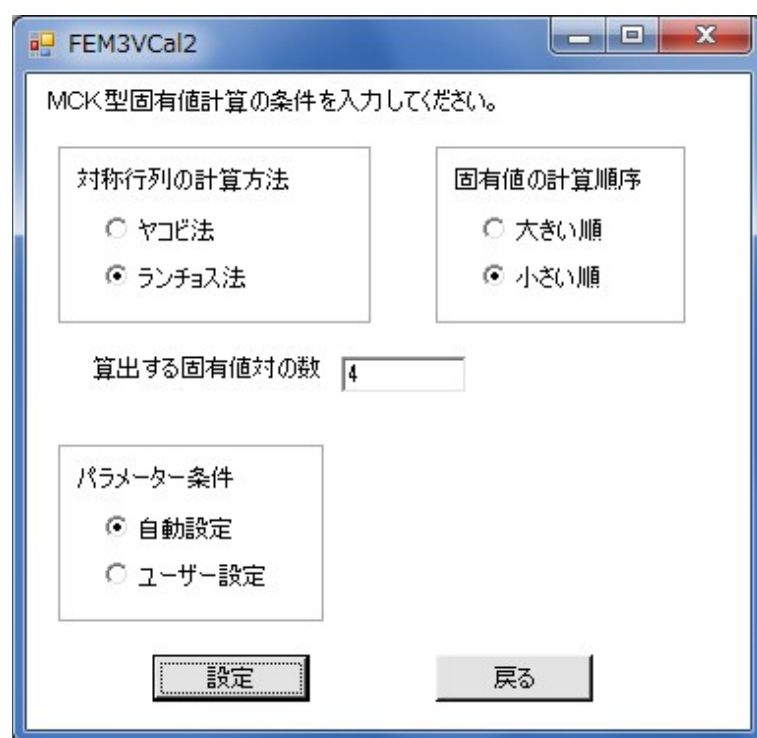 FEM3VCal2
MCK型固有値計算の条件を入力してください。
対称行列の計算方法
ヤコビ法
ランチョス法
固有値の計算順序
大きい順
小さい順
算出する固有値対の数
4
パラメーター条件
自動設定
ユーザー設定
設定
戻る